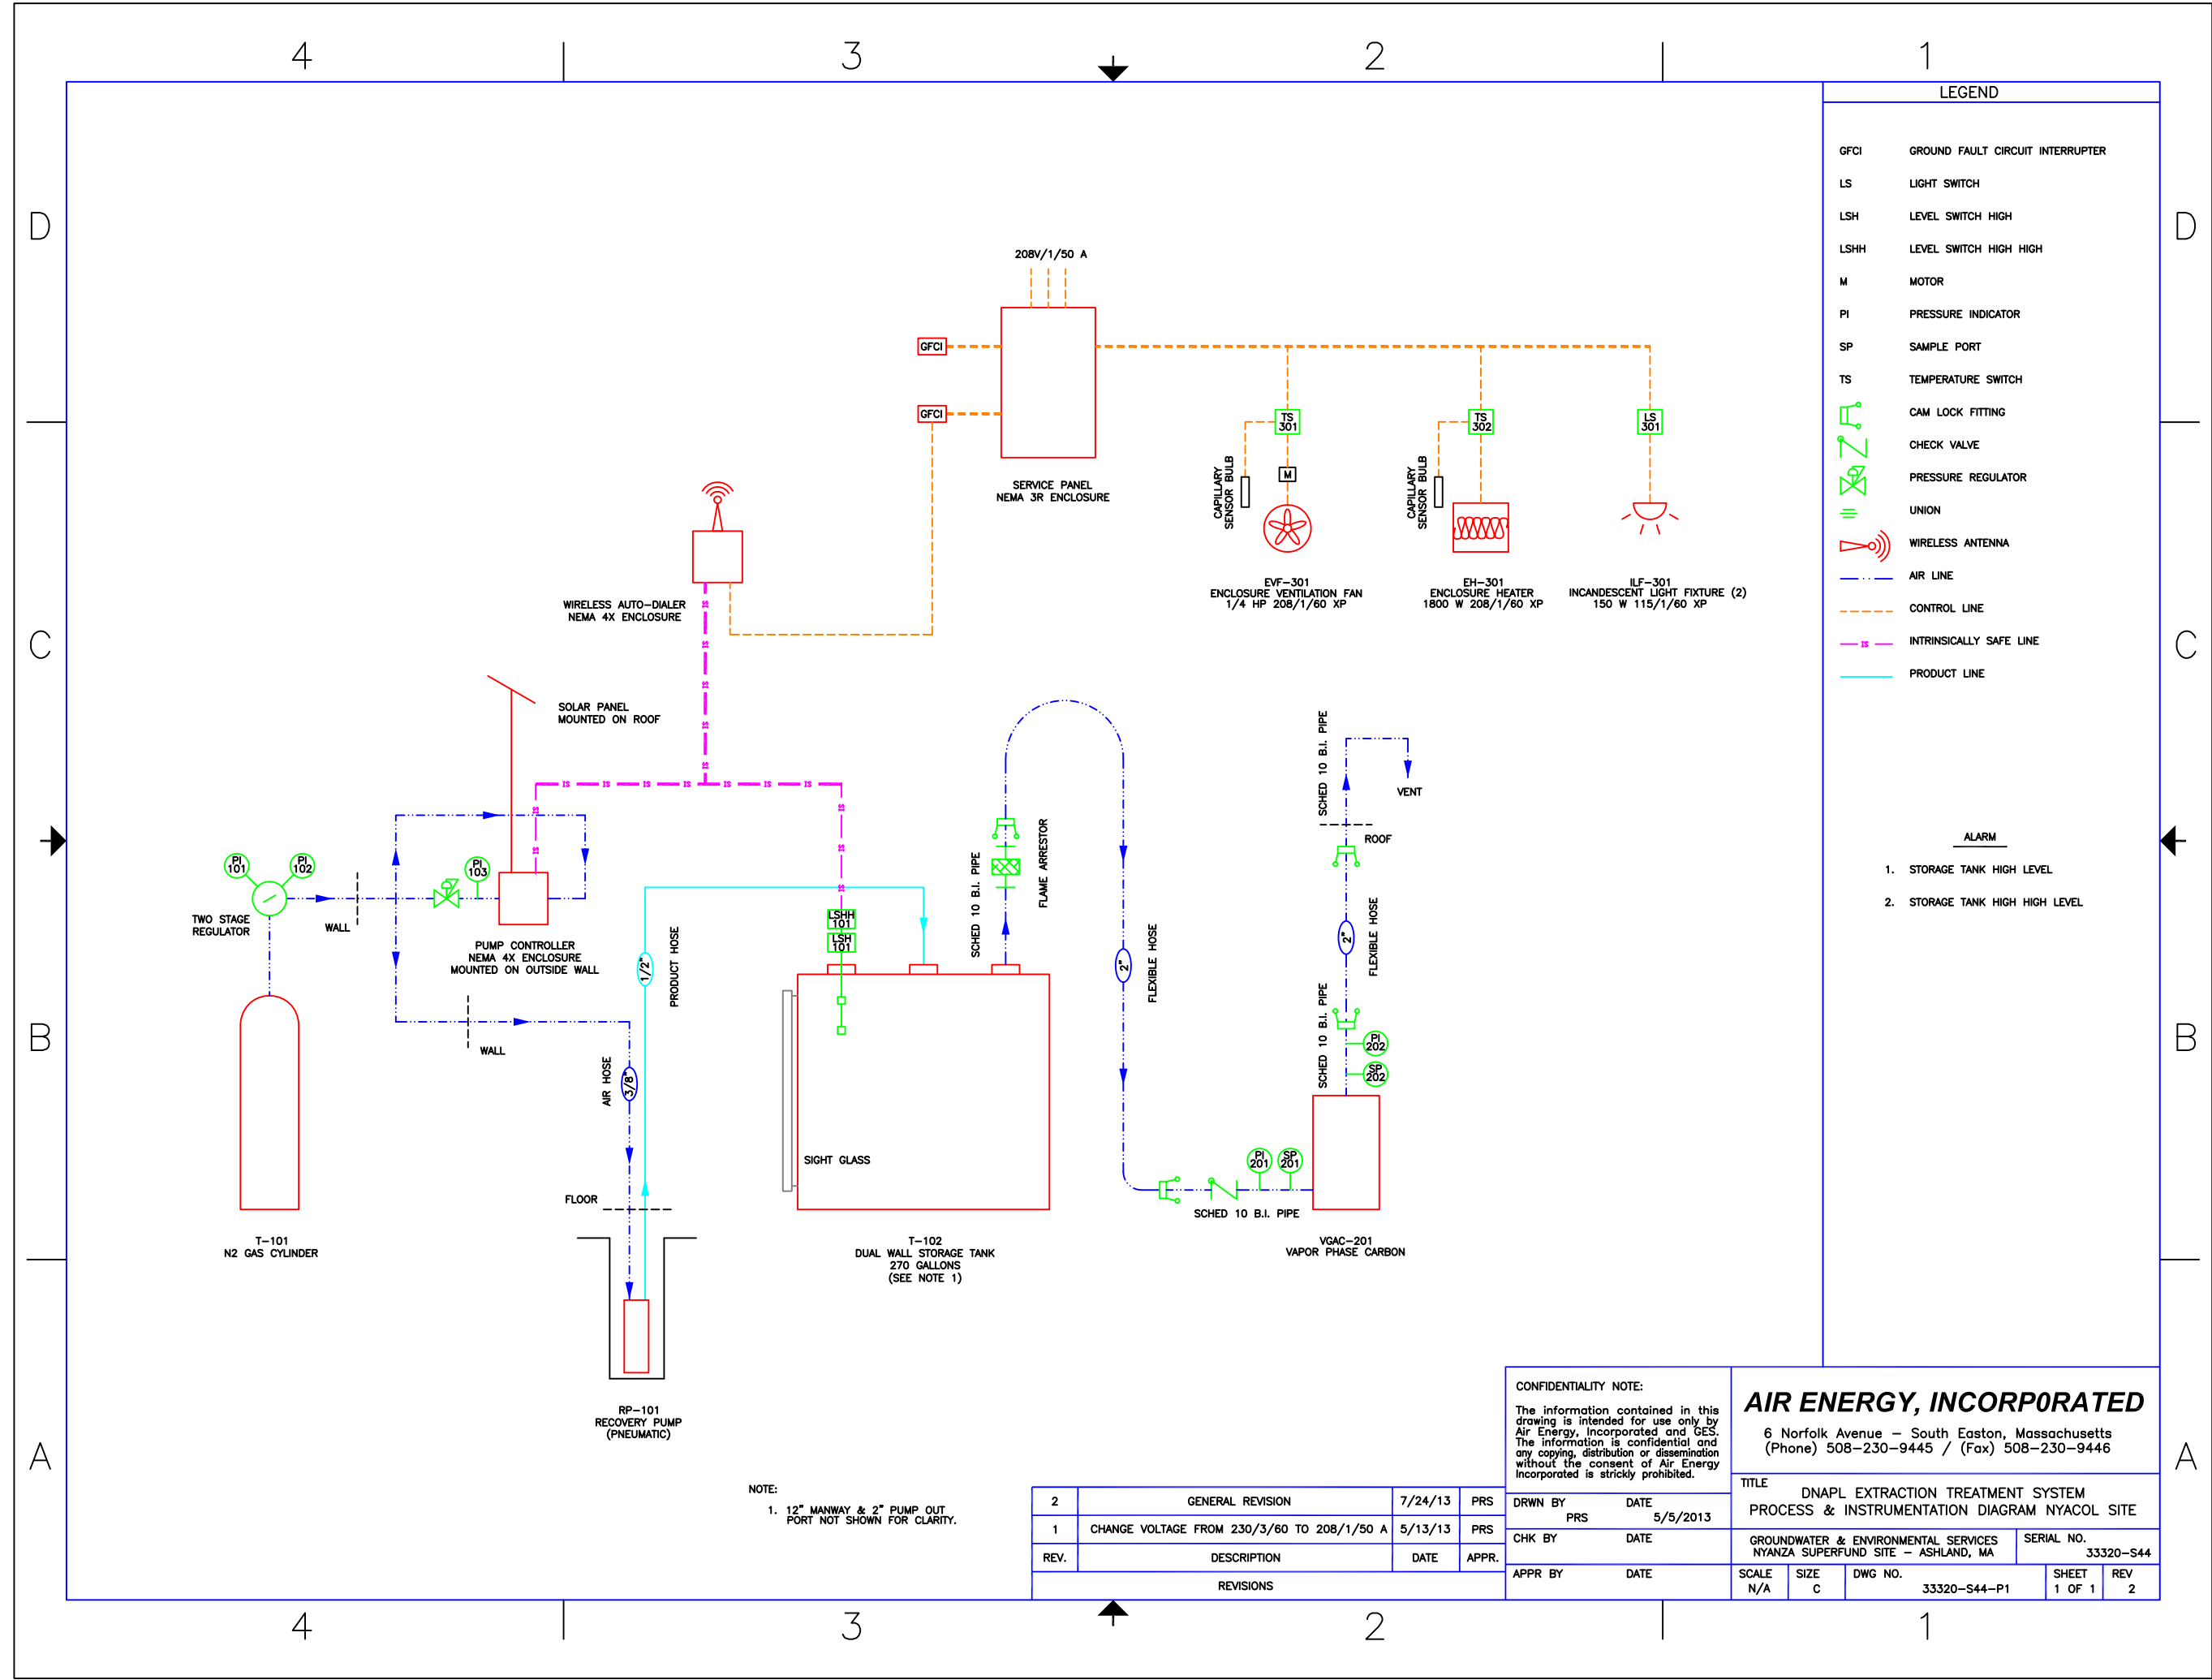 4
3
2
1
D
D
C
C
B
B
A
A
4
3
2
1
LEGEND
GFCI GROUND FAULT CIRCUIT INTERRUPTER
LS LIGHT SWITCH
LSH LEVEL SWITCH HIGH
LSHH LEVEL SWITCH HIGH HIGH
M MOTOR
PI PRESSURE INDICATOR
SP SAMPLE PORT
TS TEMPERATURE SWITCH
CAM LOCK FITTING
CHECK VALVE
PRESSURE REGULATOR
UNION
WIRELESS ANTENNA
AIR LINE
CONTROL LINE
IS INTRINSICALLY SAFE LINE
PRODUCT LINE
ALARM
1. STORAGE TANK HIGH LEVEL
2. STORAGE TANK HIGH HIGH LEVEL
208V/1/50 A
GFCI
GFCI
SERVICE PANEL
NEMA 3R ENCLOSURE
TS
301
TS
302
LS
301
M
CAPILLARY
SENSOR BULB
CAPILLARY
SENSOR BULB
EVF-301
ENCLOSURE VENTILATION FAN
1/4 HP 208/1/60 XP
EH-301
ENCLOSURE HEATER
1800 W 208/1/60 XP
ILF-301
INCANDESCENT LIGHT FIXTURE (2)
150 W 115/1/60 XP
WIRELESS AUTO-DIALER
NEMA 4X ENCLOSURE
IS
IS
IS
IS
IS
IS IS IS IS IS IS IS
IS
IS
IS
IS
SOLAR PANEL
MOUNTED ON ROOF
PI
101
PI
102
PI
103
TWO STAGE
REGULATOR
WALL
PUMP CONTROLLER
NEMA 4X ENCLOSURE
MOUNTED ON OUTSIDE WALL
WALL
AIR HOSE
3/8"
1/2"
PRODUCT HOSE
FLOOR
LSHH
101
LSH
101
SIGHT GLASS
SCHED 10 B.I. PIPE
FLAME ARRESTOR
2"
FLEXIBLE HOSE
SCHED 10 B.I. PIPE
VENT
ROOF
2"
FLEXIBLE HOSE
SCHED 10 B.I. PIPE
PI
202
SP
202
PI
201
SP
201
SCHED 10 B.I. PIPE
T-101
N2 GAS CYLINDER
T-102
DUAL WALL STORAGE TANK
270 GALLONS
(SEE NOTE 1)
VGAC-201
VAPOR PHASE CARBON
RP-101
RECOVERY PUMP
(PNEUMATIC)
NOTE:
1. 12" MANWAY & 2" PUMP OUT
PORT NOT SHOWN FOR CLARITY.
2 GENERAL REVISION 7/24/13 PRS
1 CHANGE VOLTAGE FROM 230/3/60 TO 208/1/50 A 5/13/13 PRS
REV. DESCRIPTION DATE APPR.
REVISIONS
CONFIDENTIALITY NOTE:
The information contained in this
drawing is intended for use only by
Air Energy, Incorporated and GES.
The information is confidential and
any copying, distribution or dissemination
without the consent of Air Energy
Incorporated is strickly prohibited.
DRWN BY DATE
PRS 5/5/2013
CHK BY DATE
APPR BY DATE
AIR ENERGY, INCORP0RATED
6 Norfolk Avenue - South Easton, Massachusetts
(Phone) 508-230-9445 / (Fax) 508-230-9446
TITLE
DNAPL EXTRACTION TREATMENT SYSTEM
PROCESS & INSTRUMENTATION DIAGRAM NYACOL SITE
GROUNDWATER & ENVIRONMENTAL SERVICES
NYANZA SUPERFUND SITE - ASHLAND, MA
SERIAL NO.
33320-S44
SCALE
N/A
SIZE
C
DWG NO.
33320-S44-P1
SHEET
1 OF 1
REV
2